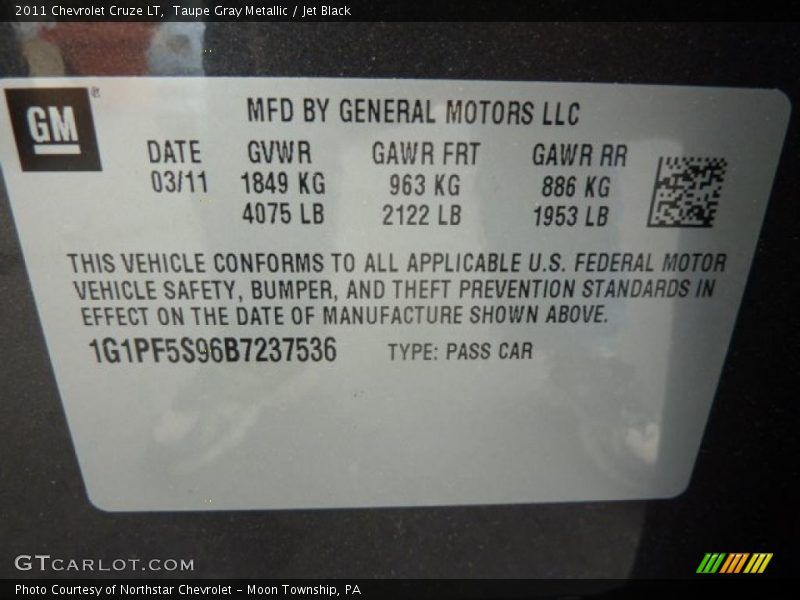 2011 Chevrolet Cruze LT,  Taupe Gray Metallic / Jet Black
GM®
MFD BY GENERAL MOTORS LLC
DATE GVWR GAWR FRT GAWR RR
03/11 1849 KG 963 KG 886 KG
4075 LB 2122 LB 1953 LB
THIS VEHICLE CONFORMS TO ALL APPLICABLE U.S. FEDERAL MOTOR
VEHICLE SAFETY, BUMPER, AND THEFT PREVENTION STANDARDS IN
EFFECT ON THE DATE OF MANUFACTURE SHOWN ABOVE.
1G1PF5S96B7237536 TYPE: PASS CAR
GTCARLOT.COM
Photo Courtesy of Northstar Chevrolet - Moon Township, PA